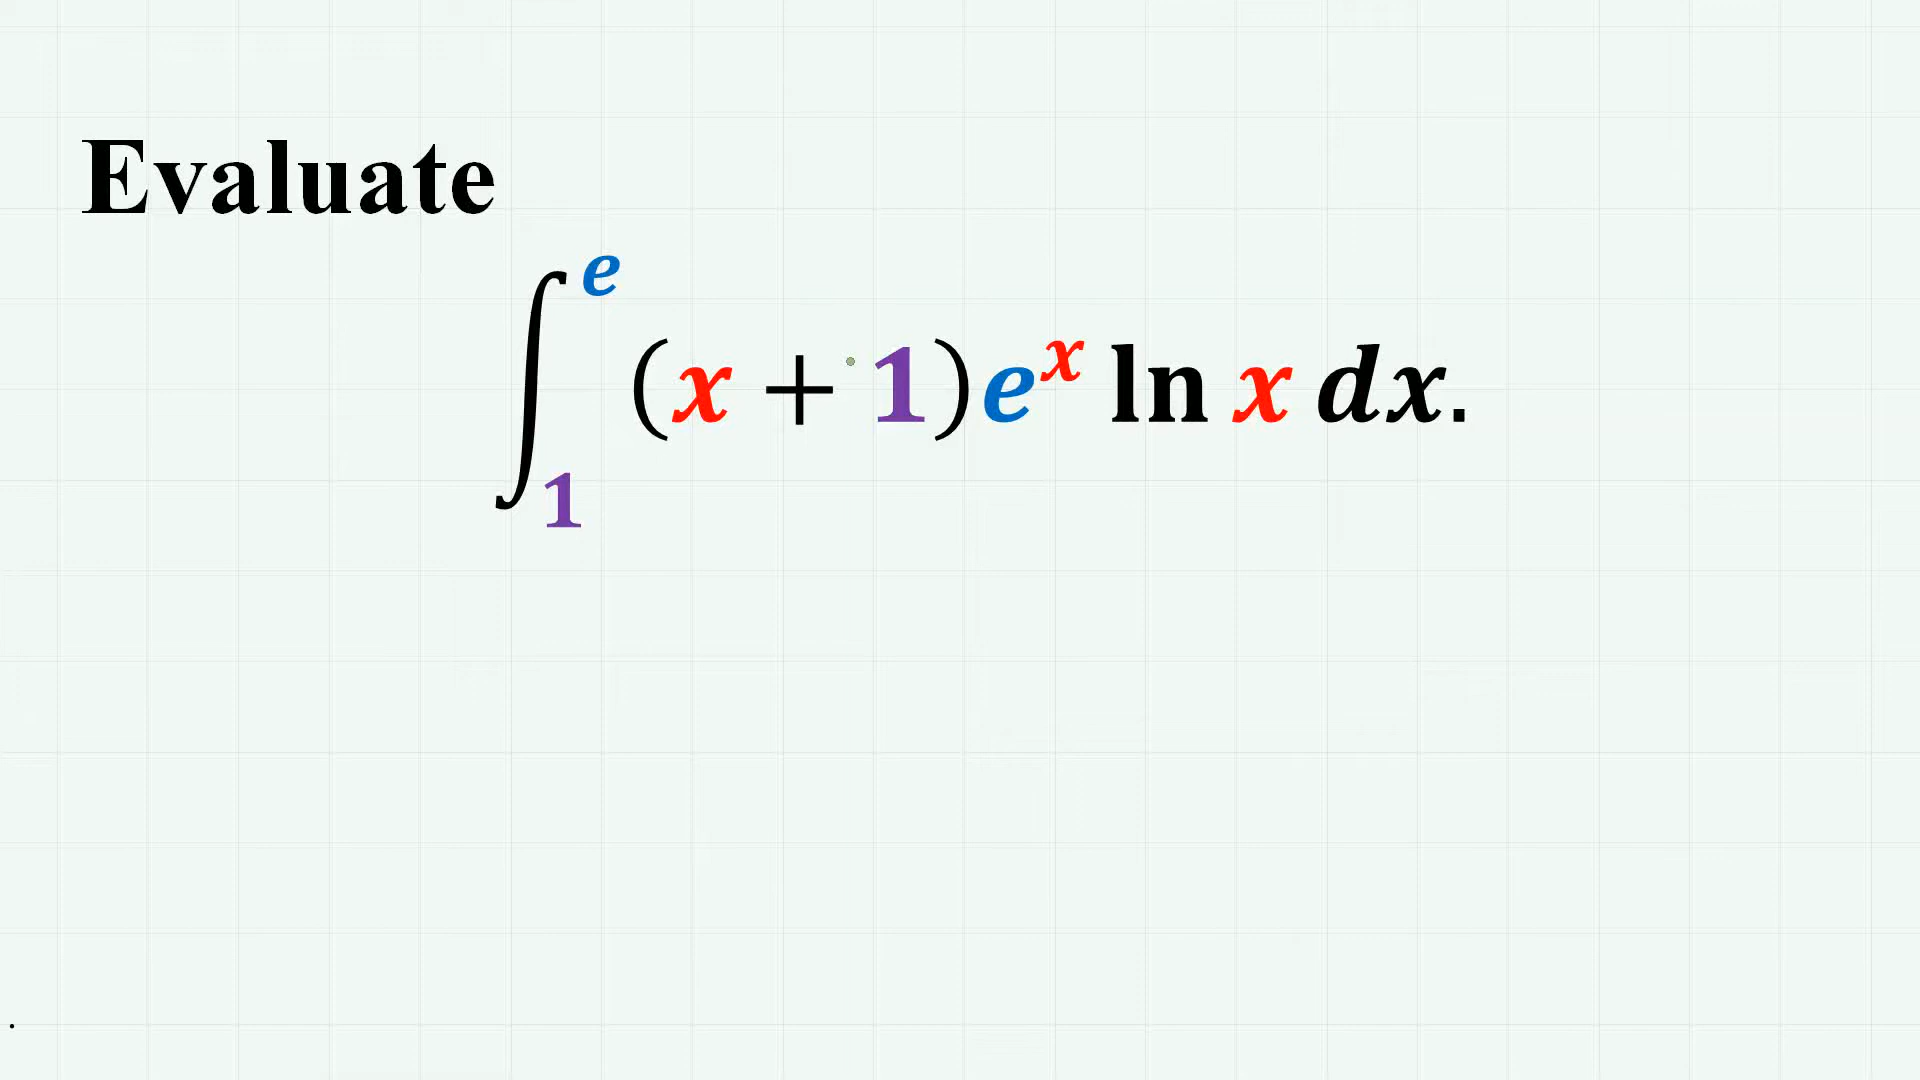 Evaluate
∫₁ᵉ (x + 1)eˣ ln x dx.